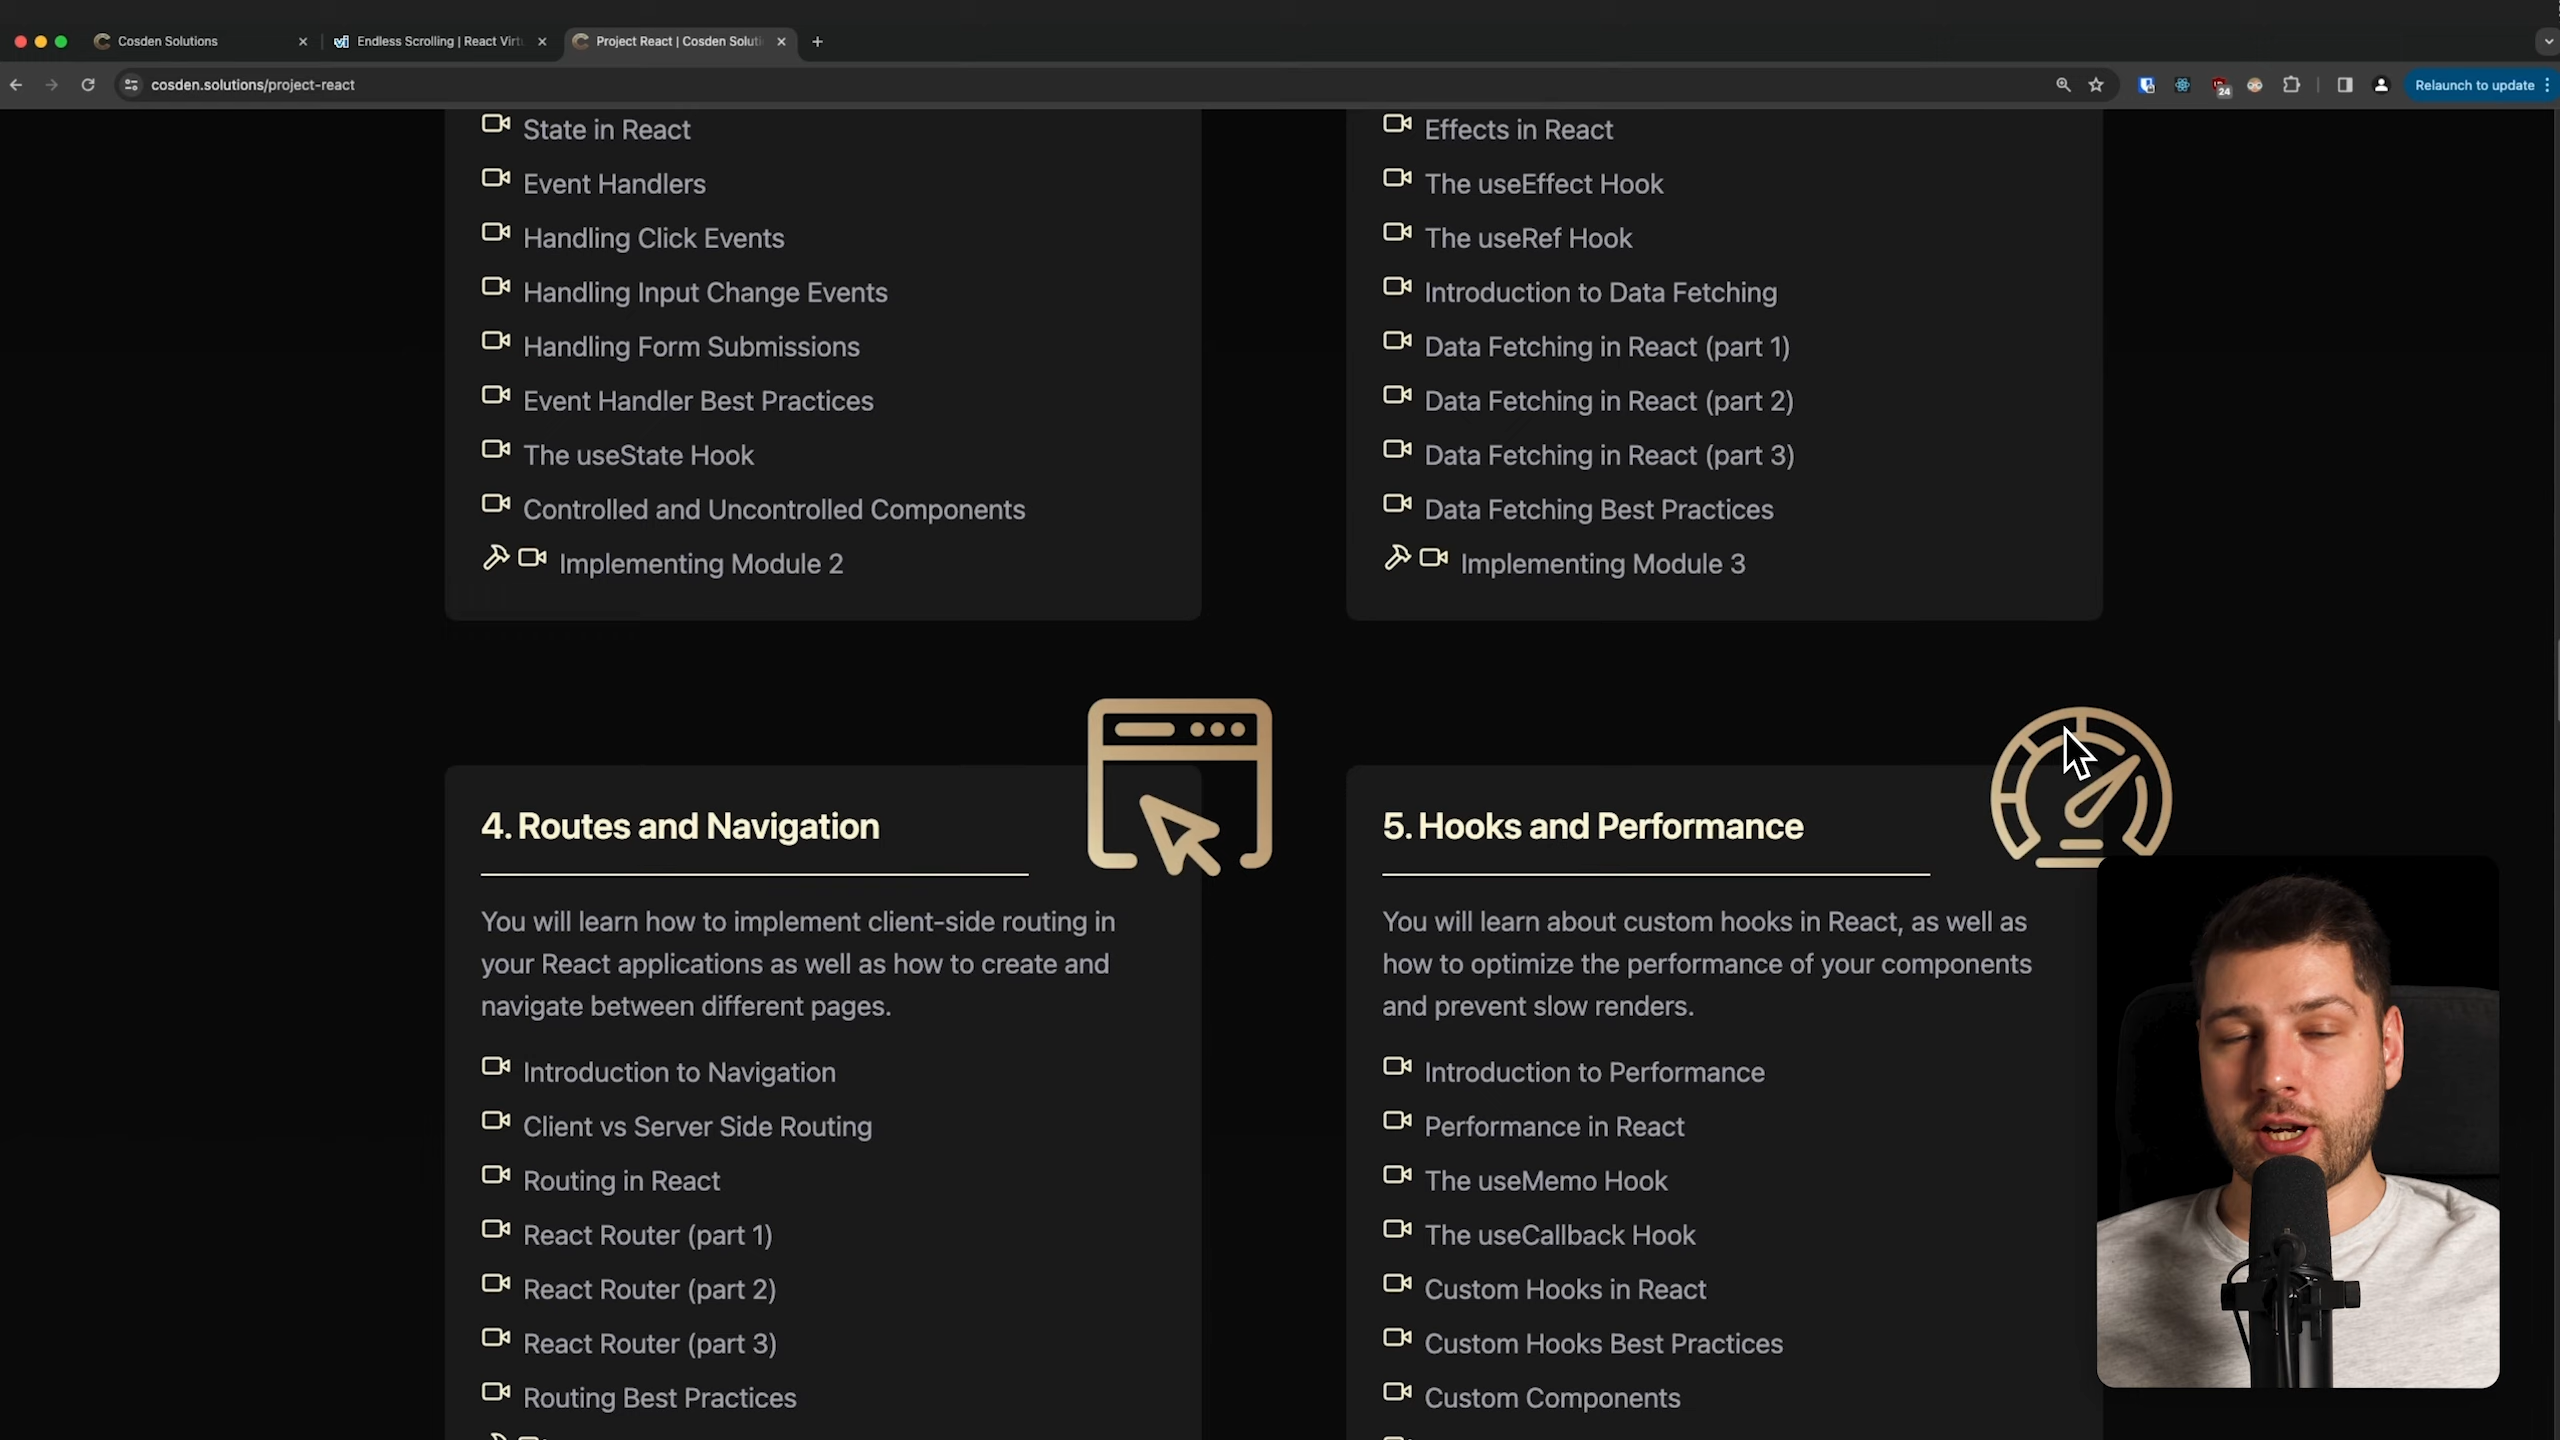 Cosden Solutions
Endless Scrolling | React Virt
Project React | Cosden Soluti
cosden.solutions/project-react
24
Relaunch to update
State in React
Event Handlers
Handling Click Events
Handling Input Change Events
Handling Form Submissions
Event Handler Best Practices
The useState Hook
Controlled and Uncontrolled Components
Implementing Module 2
Effects in React
The useEffect Hook
The useRef Hook
Introduction to Data Fetching
Data Fetching in React (part 1)
Data Fetching in React (part 2)
Data Fetching in React (part 3)
Data Fetching Best Practices
Implementing Module 3
4. Routes and Navigation
You will learn how to implement client-side routing in
your React applications as well as how to create and
navigate between different pages.
Introduction to Navigation
Client vs Server Side Routing
Routing in React
React Router (part 1)
React Router (part 2)
React Router (part 3)
Routing Best Practices
5. Hooks and Performance
You will learn about custom hooks in React, as well as
how to optimize the performance of your components
and prevent slow renders.
Introduction to Performance
Performance in React
The useMemo Hook
The useCallback Hook
Custom Hooks in React
Custom Hooks Best Practices
Custom Components